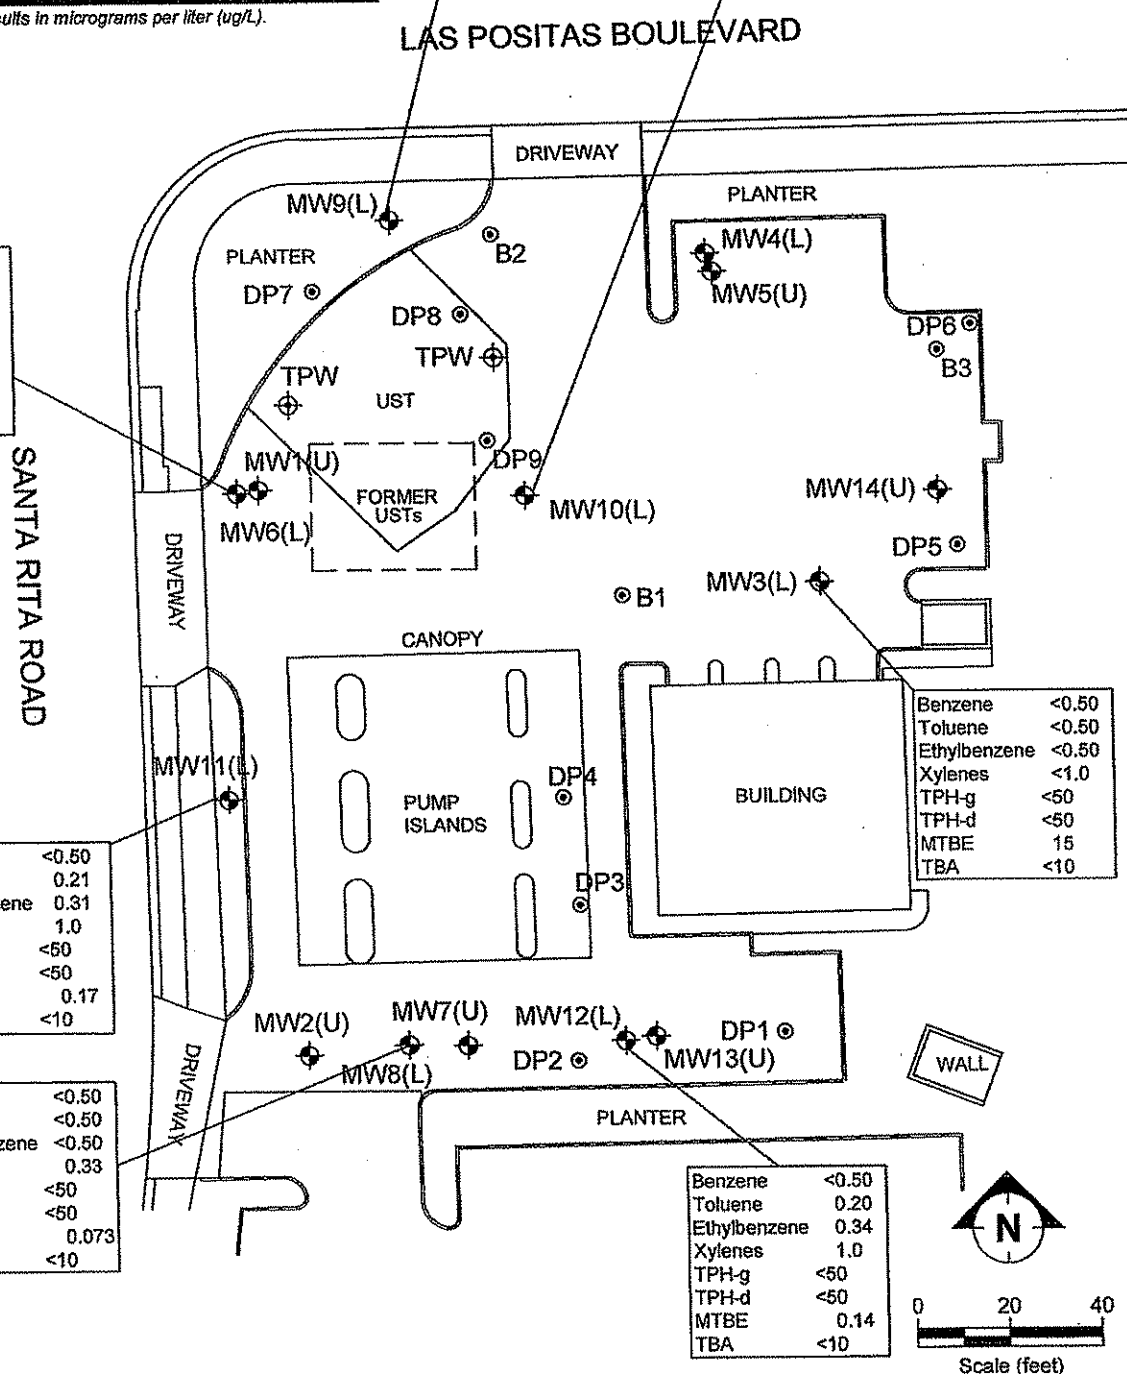 sults in micrograms per liter (ug/L).
LAS POSITAS BOULEVARD
DRIVEWAY
PLANTER
MW9(L)
B2
MW4(L)
PLANTER
MW5(U)
DP7
DP8
DP6
B3
TPW
TPW
UST
DP9
MW1(U)
MW14(U)
FORMER
USTs
MW10(L)
MW6(L)
SANTA RITA ROAD
DRIVEWAY
DP5
MW3(L)
B1
CANOPY
Benzene <0.50
Toluene <0.50
Ethylbenzene <0.50
Xylenes <1.0
TPH-g <50
TPH-d <50
MTBE 15
TBA <10
MW11(L)
DP4
PUMP
ISLANDS
BUILDING
<0.50
0.21
ene 0.31
1.0
<50
<50
0.17
<10
DP3
MW2(U)
MW7(U)
MW12(L)
DP1
MW8(L)
DP2
MW13(U)
WALL
DRIVEWAY
<0.50
<0.50
zene <0.50
0.33
<50
<50
0.073
<10
PLANTER
Benzene <0.50
Toluene 0.20
Ethylbenzene 0.34
Xylenes 1.0
TPH-g <50
TPH-d <50
MTBE 0.14
TBA <10
N
0 20 40
Scale (feet)